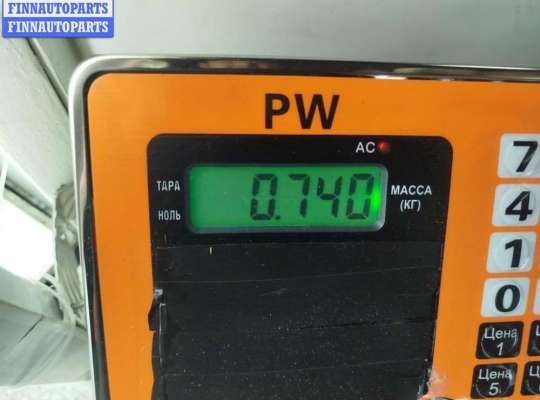 FINNAUTOPARTS
FINNAUTOPARTS
PW
AC
ТАРА
НОЛЬ
0.740
МАССА
(КГ)
7
4
1
0
Цена
1
Цена
5